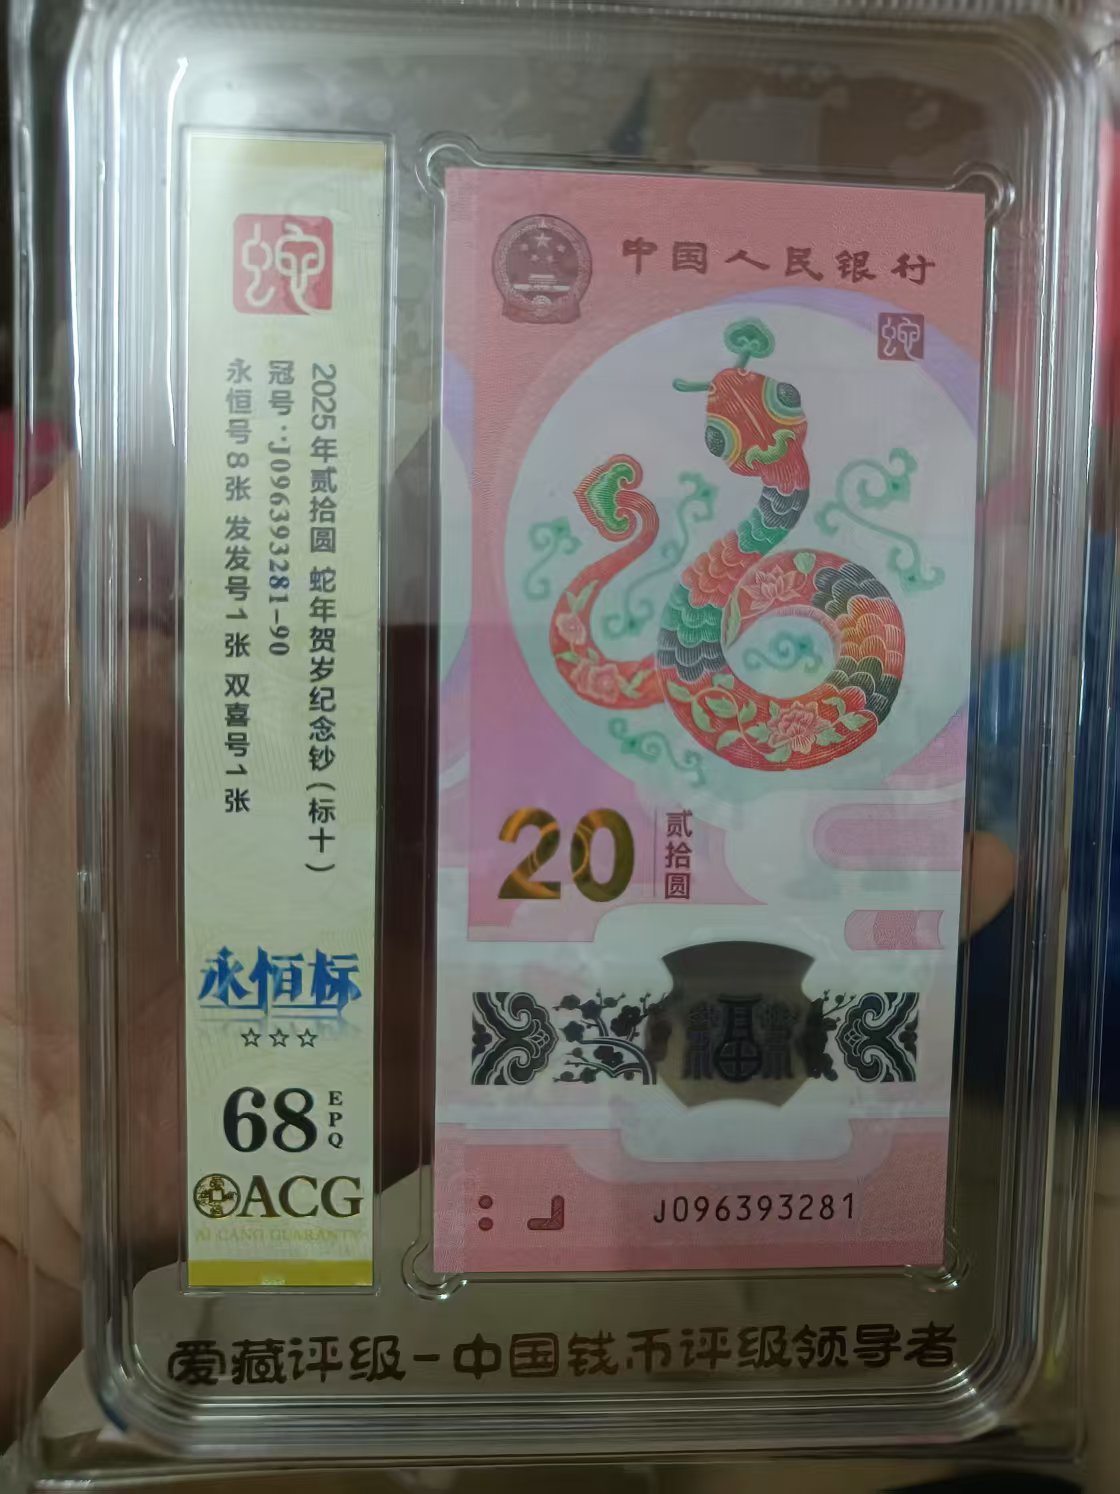 蛇
2025年贰拾圆 蛇年贺岁纪念钞(标十)
冠号:J096393281-90
永恒号8张 发发号1张 双喜号1张
永恒标
☆☆☆
68
EPQ
ACG
AI CANG GUARANTY
中国人民银行
蛇
20
贰拾圆
福
J096393281
爱藏评级-中国钱币评级领导者